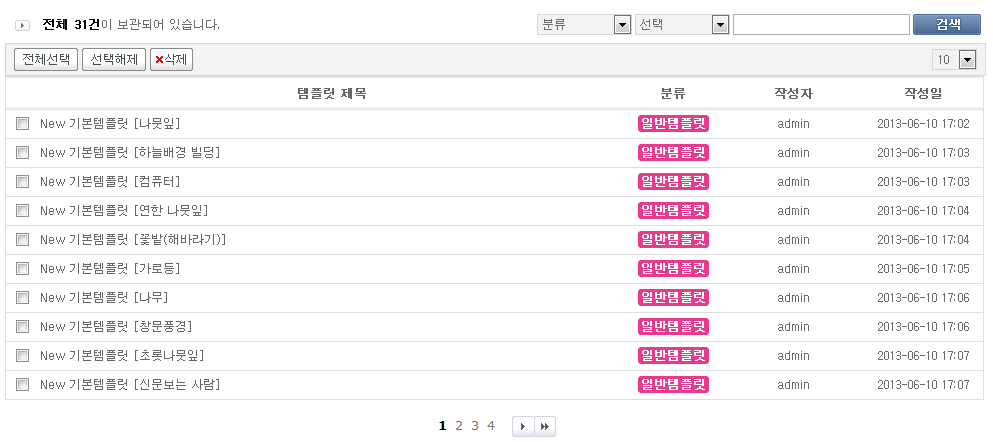 전체 31건이 보관되어 있습니다. 분류 선택 검색
전체선택 선택해제 삭제 10
템플릿 제목 분류 작성자 작성일
New 기본템플릿 [나뭇잎] 일반템플릿 admin 2013-06-10 17:02
New 기본템플릿 [하늘배경 빌딩] 일반템플릿 admin 2013-06-10 17:03
New 기본템플릿 [컴퓨터] 일반템플릿 admin 2013-06-10 17:03
New 기본템플릿 [연한 나뭇잎] 일반템플릿 admin 2013-06-10 17:04
New 기본템플릿 [꽃밭(해바라기)] 일반템플릿 admin 2013-06-10 17:04
New 기본템플릿 [가로등] 일반템플릿 admin 2013-06-10 17:05
New 기본템플릿 [나무] 일반템플릿 admin 2013-06-10 17:06
New 기본템플릿 [창문풍경] 일반템플릿 admin 2013-06-10 17:06
New 기본템플릿 [초록나뭇잎] 일반템플릿 admin 2013-06-10 17:07
New 기본템플릿 [신문보는 사람] 일반템플릿 admin 2013-06-10 17:07
1 2 3 4